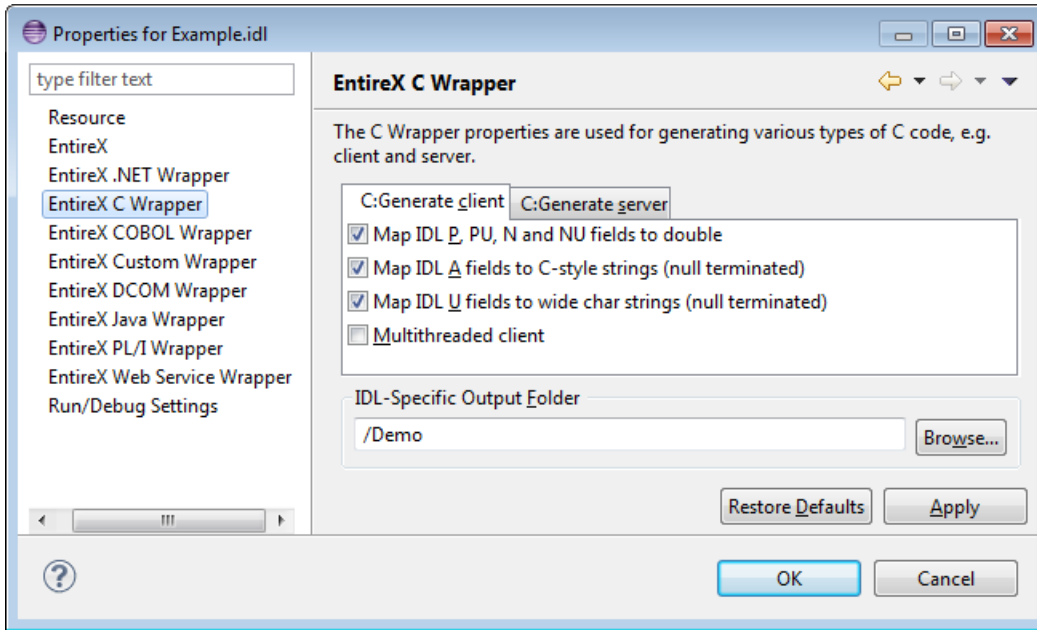 Properties for Example.idl
type filter text
Resource
EntireX
EntireX .NET Wrapper
EntireX C Wrapper
EntireX COBOL Wrapper
EntireX Custom Wrapper
EntireX DCOM Wrapper
EntireX Java Wrapper
EntireX PL/I Wrapper
EntireX Web Service Wrapper
Run/Debug Settings
EntireX C Wrapper
The C Wrapper properties are used for generating various types of C code, e.g.
client and server.
C:Generate client C:Generate server
Map IDL P, PU, N and NU fields to double
Map IDL A fields to C-style strings (null terminated)
Map IDL U fields to wide char strings (null terminated)
Multithreaded client
IDL-Specific Output Folder
/Demo Browse...
Restore Defaults Apply
? OK Cancel